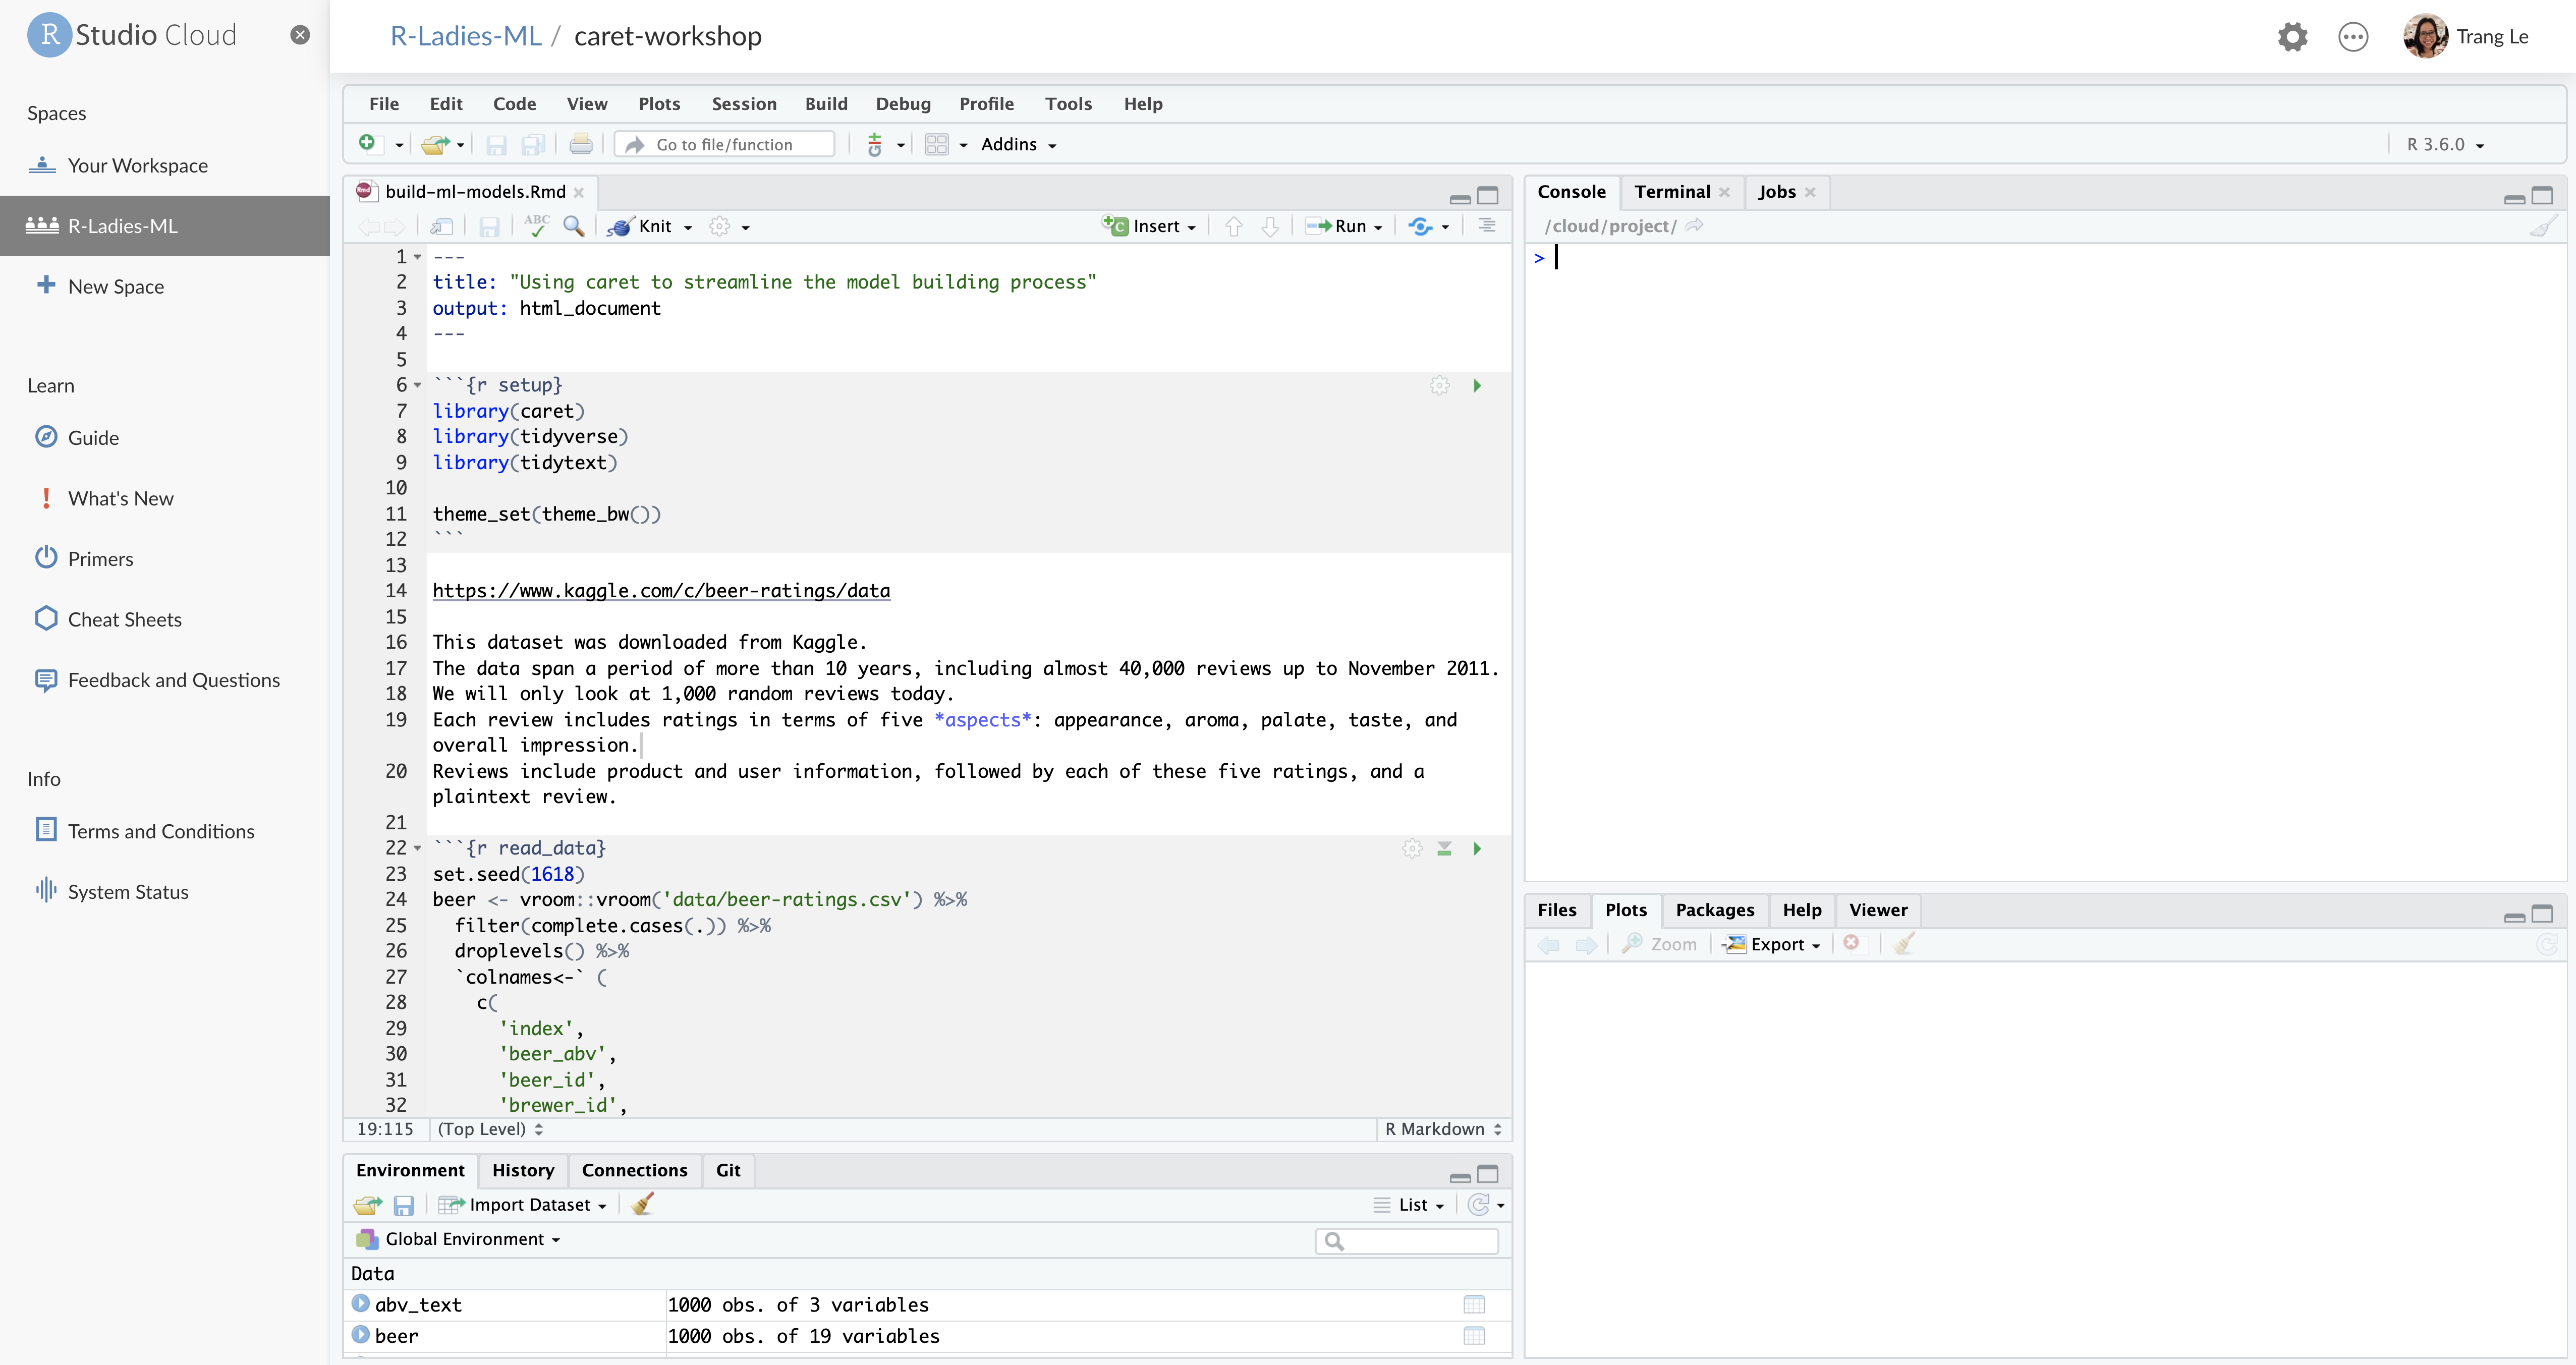 R Studio Cloud
R-Ladies-ML / caret-workshop
Trang Le
Spaces
Your Workspace
R-Ladies-ML
New Space
Learn
Guide
What's New
Primers
Cheat Sheets
Feedback and Questions
Info
Terms and Conditions
System Status
File Edit Code View Plots Session Build Debug Profile Tools Help
Go to file/function Addins R 3.6.0
build-ml-models.Rmd
ABC Knit Insert Run
1 ---
2 title: "Using caret to streamline the model building process"
3 output: html_document
4 ---
5
6 ```{r setup}
7 library(caret)
8 library(tidyverse)
9 library(tidytext)
10
11 theme_set(theme_bw())
12 ```
13
14 https://www.kaggle.com/c/beer-ratings/data
15
16 This dataset was downloaded from Kaggle.
17 The data span a period of more than 10 years, including almost 40,000 reviews up to November 2011.
18 We will only look at 1,000 random reviews today.
19 Each review includes ratings in terms of five *aspects*: appearance, aroma, palate, taste, and
overall impression.
20 Reviews include product and user information, followed by each of these five ratings, and a
plaintext review.
21
22 ```{r read_data}
23 set.seed(1618)
24 beer <- vroom::vroom('data/beer-ratings.csv') %>%
25 filter(complete.cases(.)) %>%
26 droplevels() %>%
27 `colnames<-` (
28 c(
29 'index',
30 'beer_abv',
31 'beer_id',
32 'brewer_id',
19:115 (Top Level) R Markdown
Environment History Connections Git
Import Dataset List
Global Environment
Data
abv_text 1000 obs. of 3 variables
beer 1000 obs. of 19 variables
Console Terminal Jobs
/cloud/project/
>
Files Plots Packages Help Viewer
Zoom Export